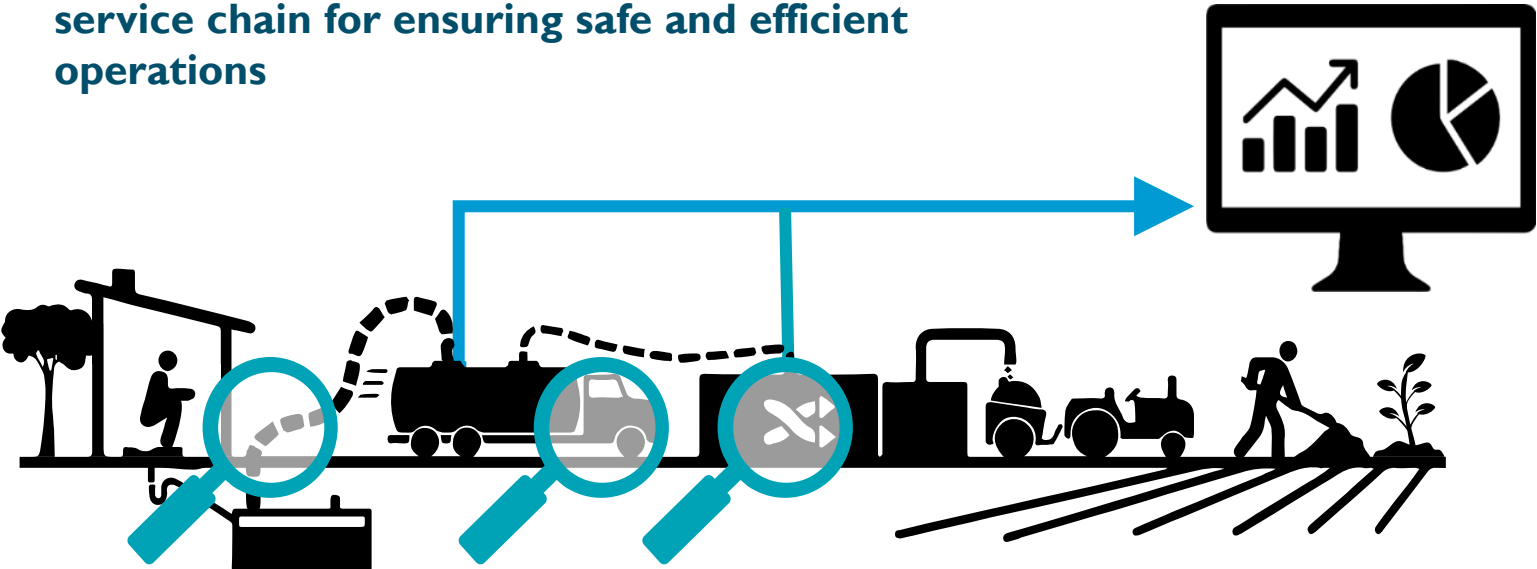 service chain for ensuring safe and efficient
operations